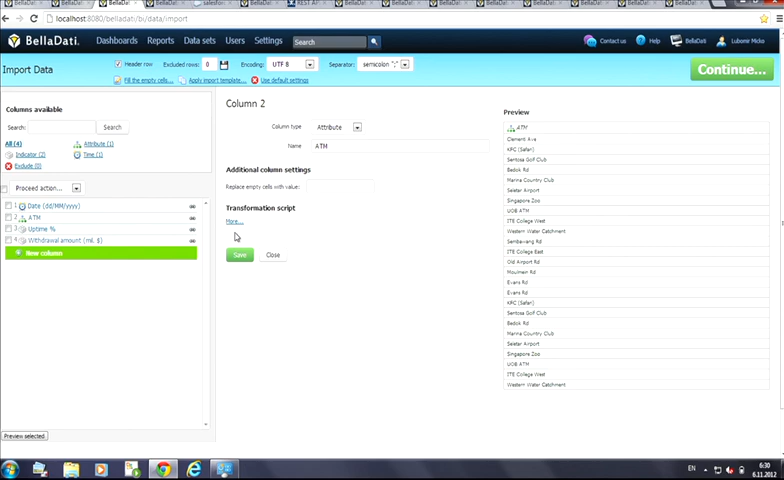 BellaDati
BellaDa
salesfor
REST AP
localhost:8080/belladati/bi/data/import
BellaDati
Dashboards
Reports
Data sets
Users
Settings
Search
Contact us
Help
BellaDati
Lubomir Micko
Import Data
Header row
Excluded rows: 0
Encoding: UTF 8
Separator: semicolon ";"
Fill the empty cells...
Apply import template...
Use default settings
Continue...
Columns available
Search:
Search
All (4)
Attribute (1)
Indicator (2)
Time (1)
Exclude (0)
Proceed action...
1 Date (dd/MM/yyyy)
2 ATM
3 Uptime %
4 Withdrawal amount (mil. $)
New column
Preview selected
Column 2
Column type Attribute
Name ATM
Additional column settings
Replace empty cells with value:
Transformation script
More...
Save
Close
Preview
ATM
Clement Ave
KFC (Safari)
Sentosa Golf Club
Bedok Rd
Marina Country Club
Seletar Airport
Singapore Zoo
UOB ATM
ITE College West
Western Water Catchment
Sembawang Rd
ITE College East
Old Airport Rd
Moulmein Rd
Evans Rd
Evans Rd
KFC (Safari)
Sentosa Golf Club
Bedok Rd
Marina Country Club
Seletar Airport
Singapore Zoo
UOB ATM
ITE College West
Western Water Catchment
EN
6:30
6.11.2012